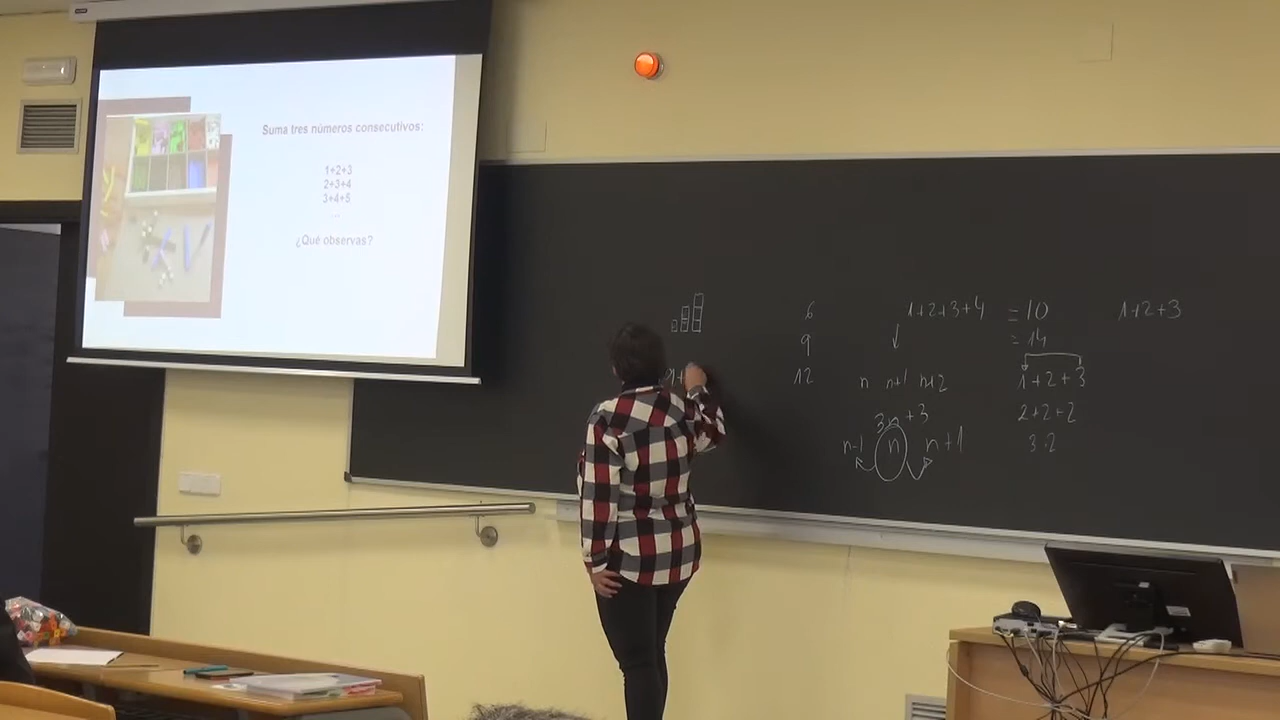 Suma tres números consecutivos:
1+2+3
2+3+4
3+4+5
...
¿Qué observas?
6
9
12
1+2+3+4 = 10
= 14
1+2+3
n n+1 n+2
3n+3
n-1 n n+1
1+2+3
2+2+2
3·2